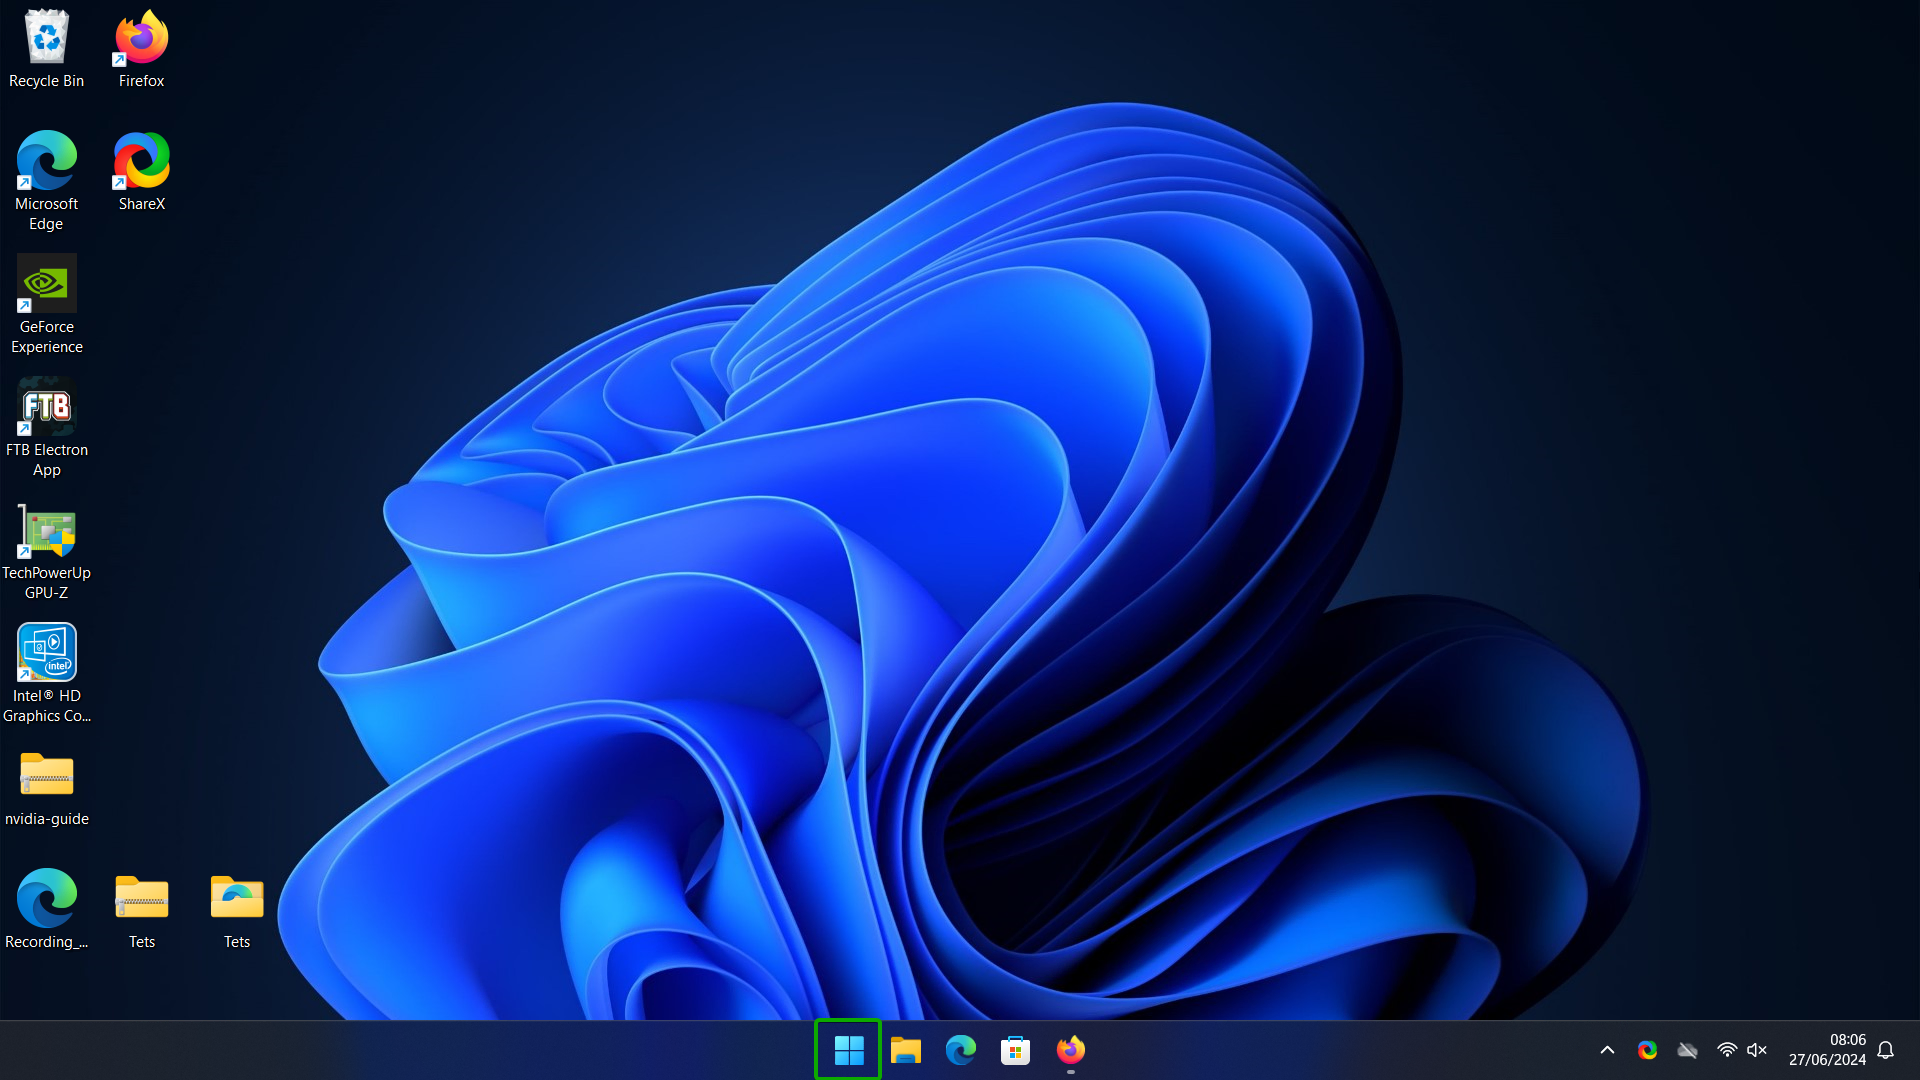 Recycle Bin
Firefox
Microsoft
Edge
ShareX
GeForce
Experience
FTB
FTB Electron
App
TechPowerUp
GPU-Z
intel
Intel® HD
Graphics Co...
nvidia-guide
Recording_...
Tets
Tets
08:06
27/06/2024